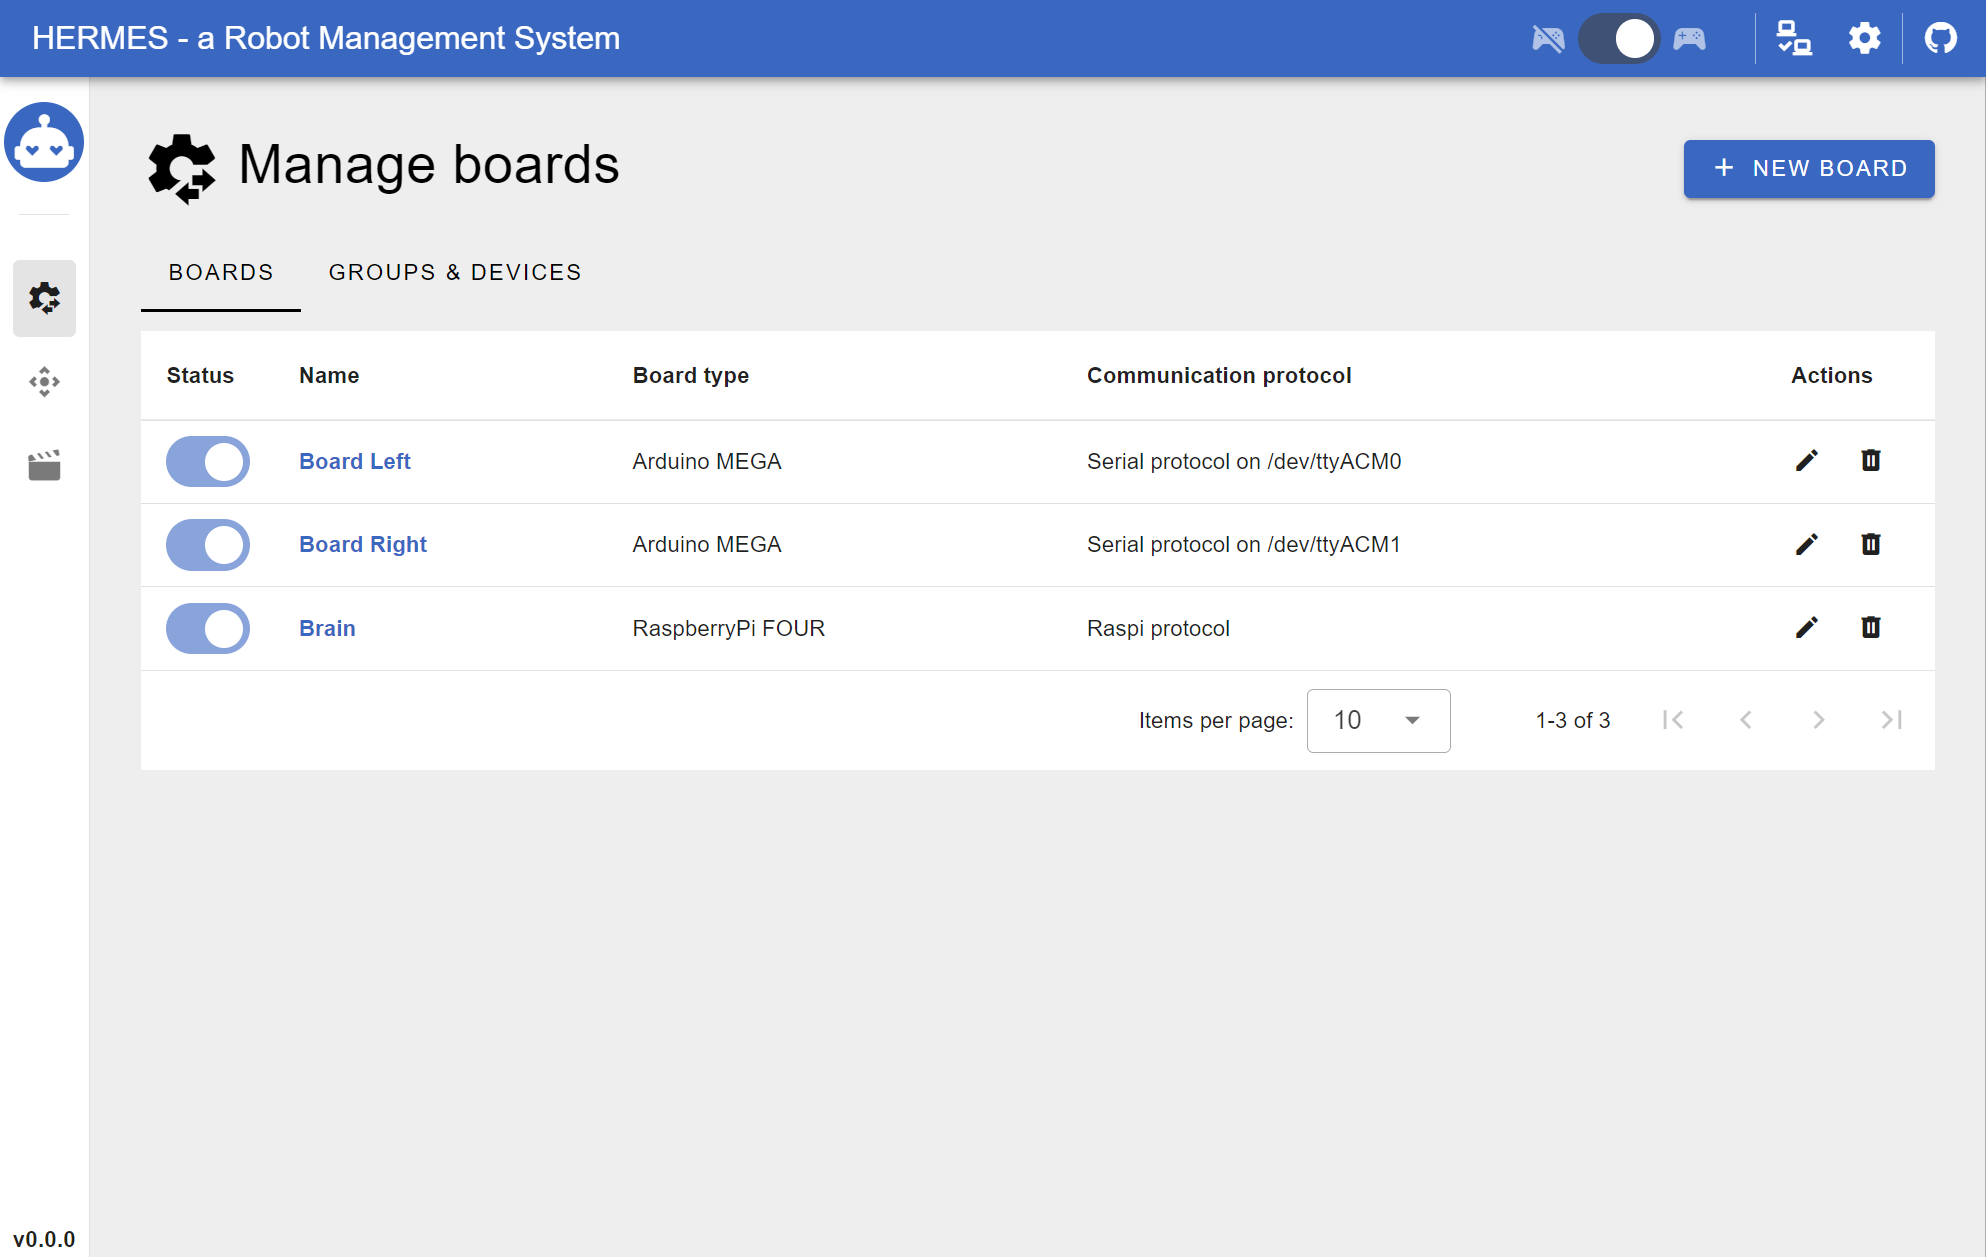 HERMES - a Robot Management System
Manage boards
+ NEW BOARD
BOARDS GROUPS & DEVICES
Status Name Board type Communication protocol Actions
Board Left Arduino MEGA Serial protocol on /dev/ttyACM0
Board Right Arduino MEGA Serial protocol on /dev/ttyACM1
Brain RaspberryPi FOUR Raspi protocol
Items per page: 10 1-3 of 3
v0.0.0